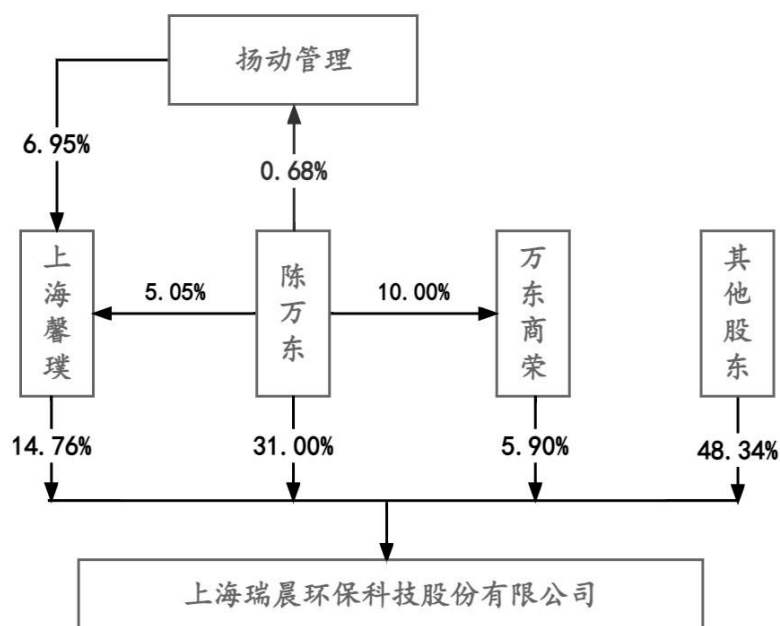 扬动管理
6.95%
0.68%
上海馨璞
5.05%
陈万东
10.00%
万东商荣
其他股东
14.76%
31.00%
5.90%
48.34%
上海瑞晨环保科技股份有限公司